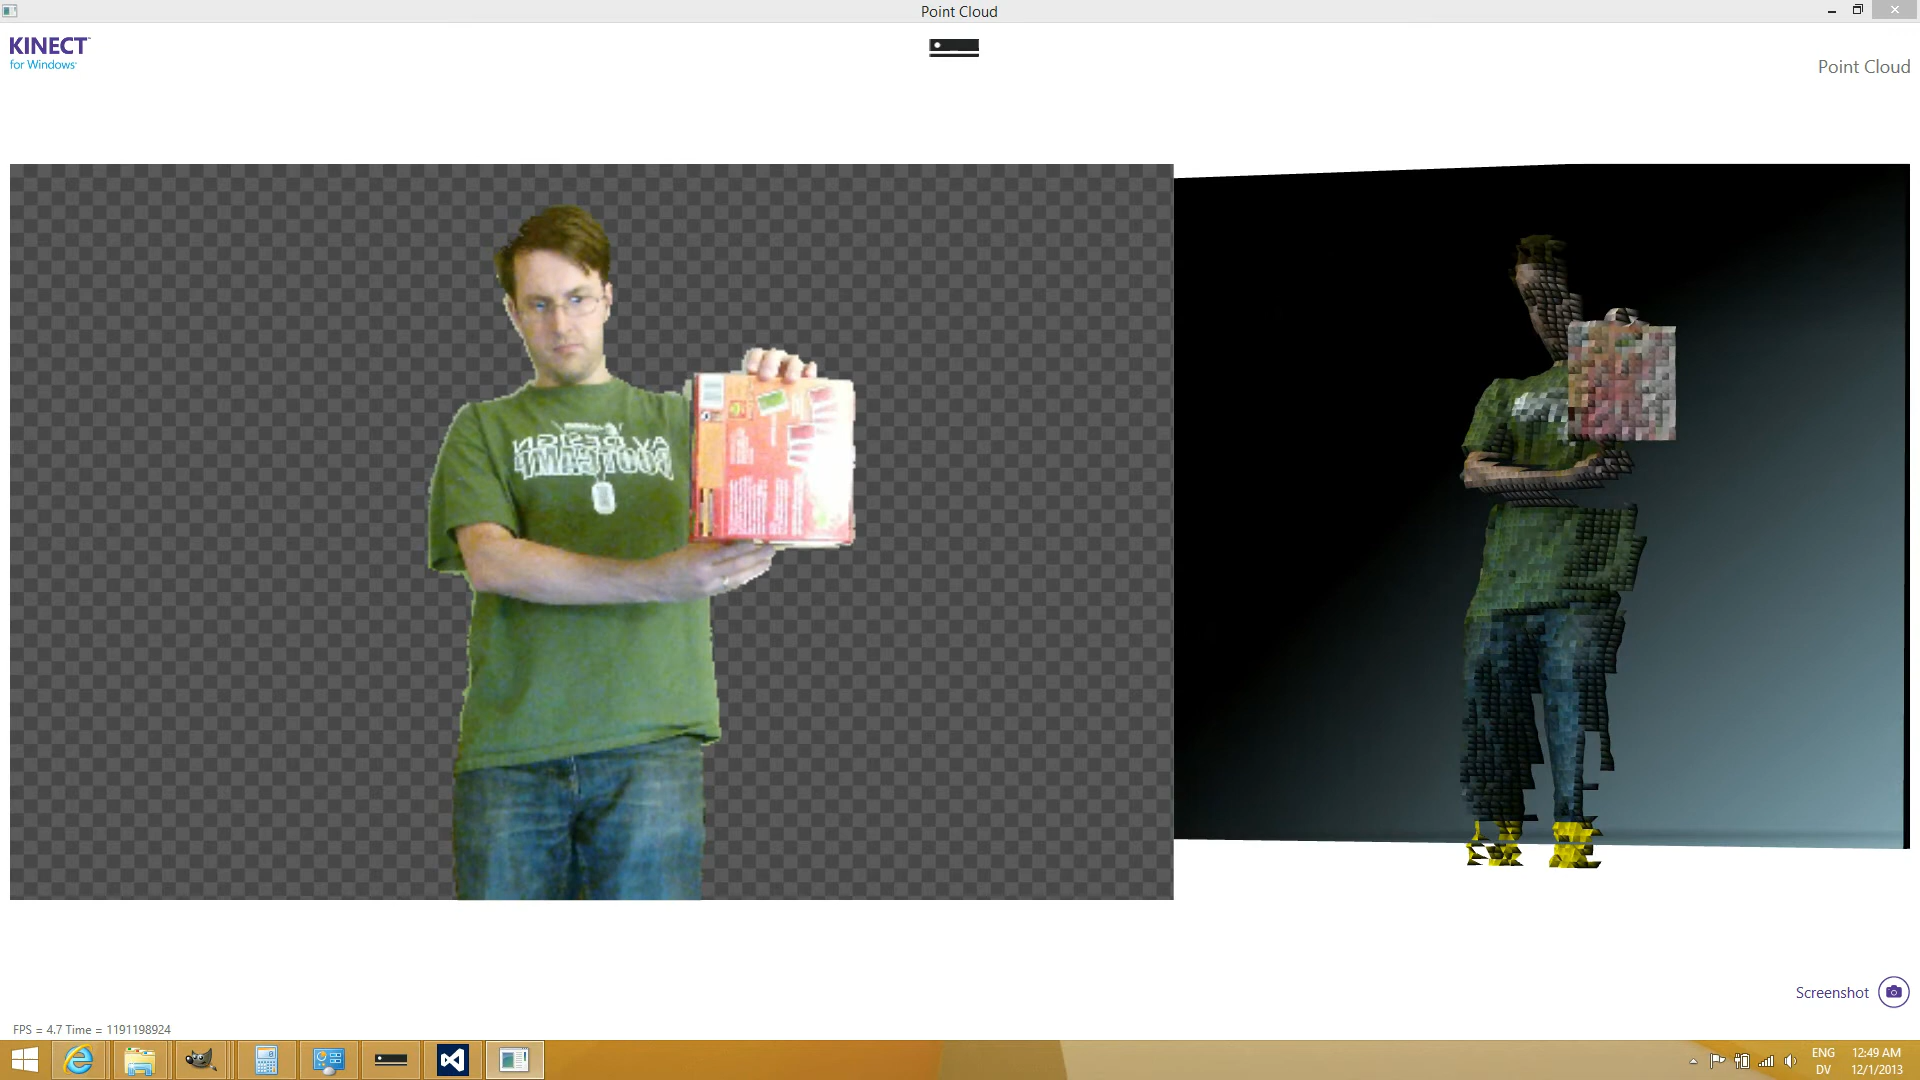 Point Cloud
KINECT
for Windows
Point Cloud
Screenshot
FPS = 4.7 Time = 1191198924
ENG
12:49 AM
DV
12/1/2013